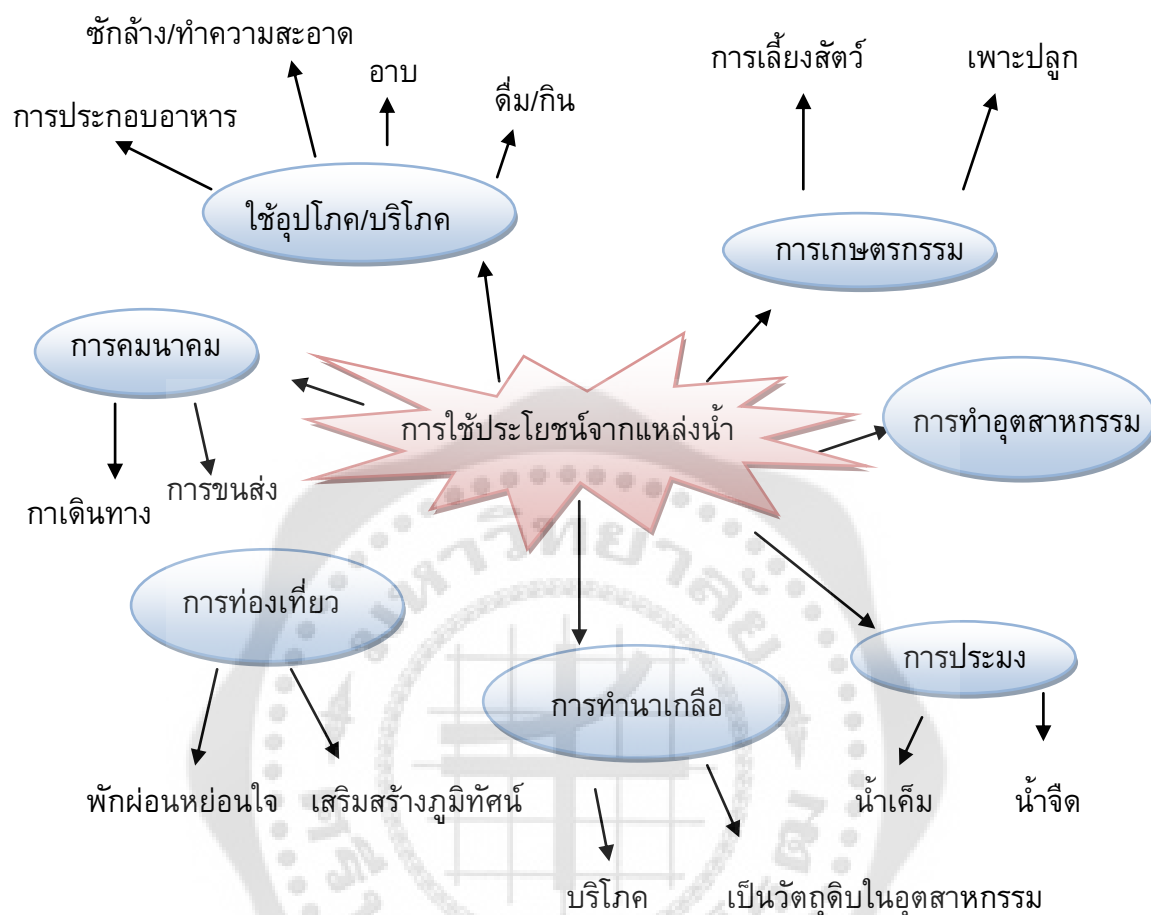 ซักล้าง/ทำความสะอาด
การเลี้ยงสัตว์
เพาะปลูก
อาบ
ดื่ม/กิน
การประกอบอาหาร
ใช้อุปโภค/บริโภค
การเกษตรกรรม
การคมนาคม
การใช้ประโยชน์จากแหล่งน้ำ
การทำอุตสาหกรรม
การขนส่ง
กาเดินทาง
มหาวิทยาลัย
การท่องเที่ยว
การประมง
การทำนาเกลือ
พักผ่อนหย่อนใจ
เสริมสร้างภูมิทัศน์
น้ำเค็ม
น้ำจืด
บริโภค
เป็นวัตถุดิบในอุตสาหกรรม